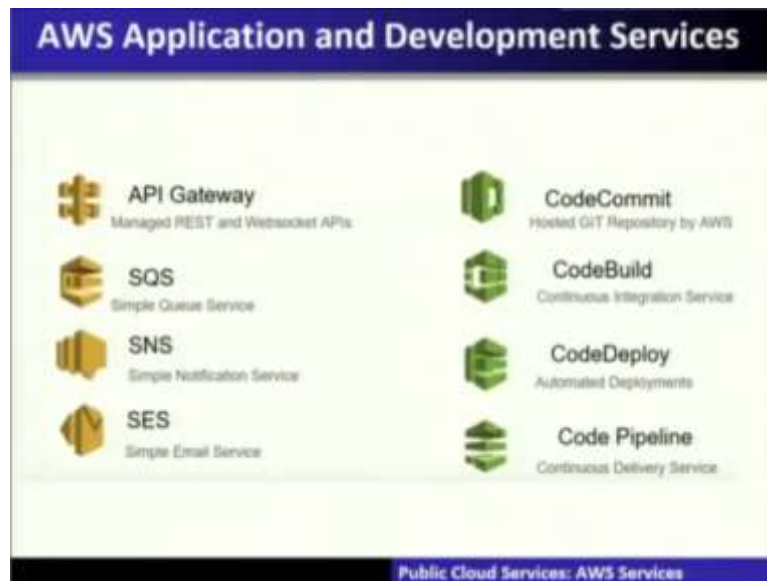 AWS Application and Development Services
API Gateway
Managed REST and Websocket APIs
SQS
Simple Queue Service
SNS
Simple Notification Service
SES
Simple Email Service
CodeCommit
Hosted GIT Repository by AWS
CodeBuild
Continuous Integration Service
CodeDeploy
Automated Deployments
Code Pipeline
Continuous Delivery Service
Public Cloud Services: AWS Services